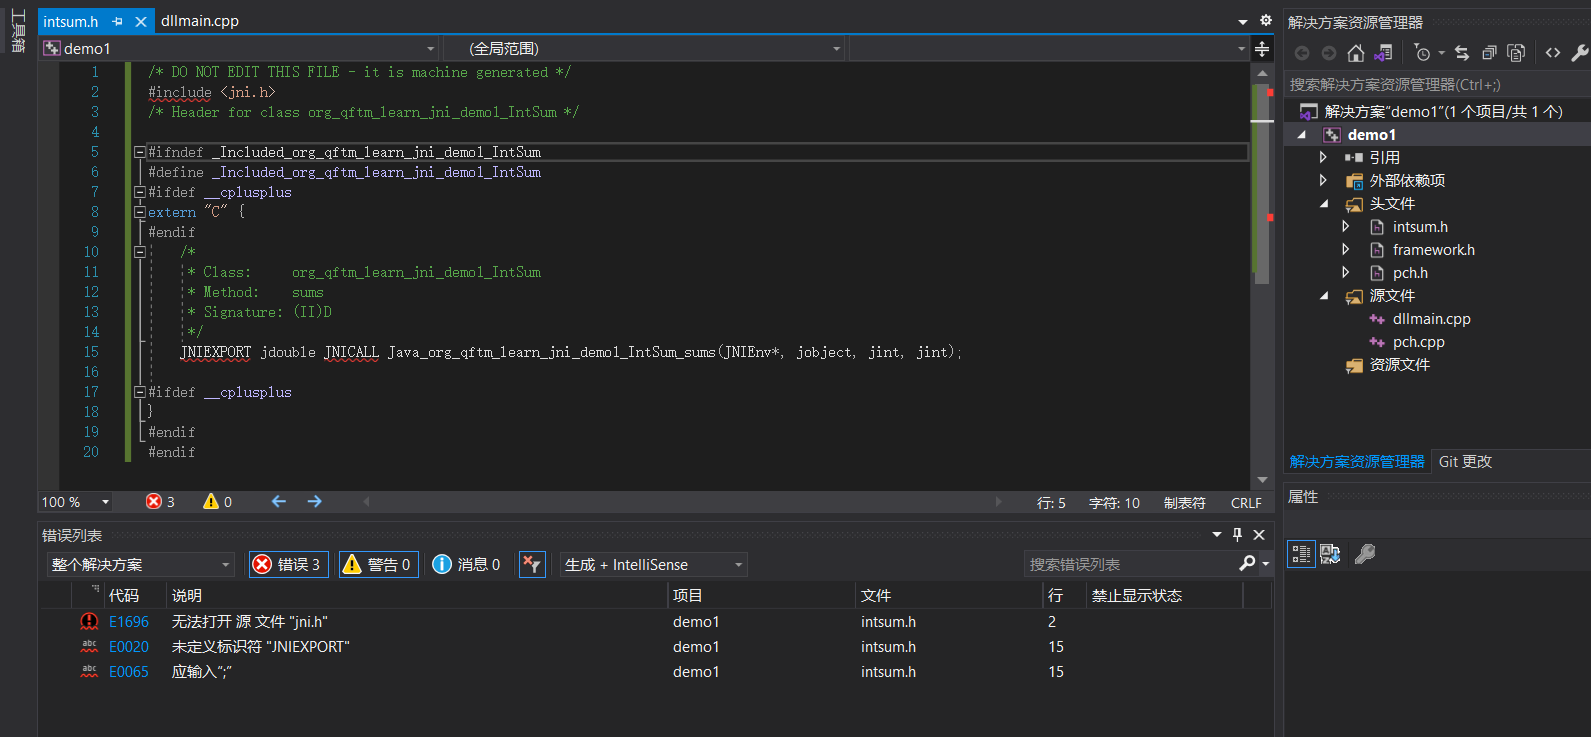 工具箱
intsum.h
dllmain.cpp
demo1
(全局范围)
1 /* DO NOT EDIT THIS FILE - it is machine generated */
2 #include <jni.h>
3 /* Header for class org_qftm_learn_jni_demo1_IntSum */
4
5 #ifndef _Included_org_qftm_learn_jni_demo1_IntSum
6 #define _Included_org_qftm_learn_jni_demo1_IntSum
7 #ifdef __cplusplus
8 extern "C" {
9 #endif
10 /*
11 * Class: org_qftm_learn_jni_demo1_IntSum
12 * Method: sums
13 * Signature: (II)D
14 */
15 JNIEXPORT jdouble JNICALL Java_org_qftm_learn_jni_demo1_IntSum_sums(JNIEnv*, jobject, jint, jint);
16
17 #ifdef __cplusplus
18 }
19 #endif
20 #endif
100 % 3 0 行: 5 字符: 10 制表符 CRLF
错误列表
整个解决方案 错误 3 警告 0 消息 0 生成 + IntelliSense 搜索错误列表
代码 说明 项目 文件 行 禁止显示状态
E1696 无法打开 源 文件 "jni.h" demo1 intsum.h 2
E0020 未定义标识符 "JNIEXPORT" demo1 intsum.h 15
E0065 应输入“;” demo1 intsum.h 15
解决方案资源管理器
搜索解决方案资源管理器(Ctrl+;)
解决方案"demo1"(1 个项目/共 1 个)
demo1
引用
外部依赖项
头文件
intsum.h
framework.h
pch.h
源文件
dllmain.cpp
pch.cpp
资源文件
解决方案资源管理器 Git 更改
属性